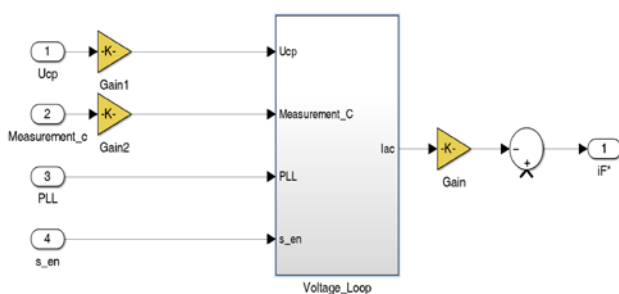 1
-K-
Ucp
Ucp
Gain1
2
-K-
Measurement_C
Measurement_c
Gain2
Iac
-K-
1
3
PLL
PLL
Gain
iF*
4
s_en
s_en
Voltage_Loop